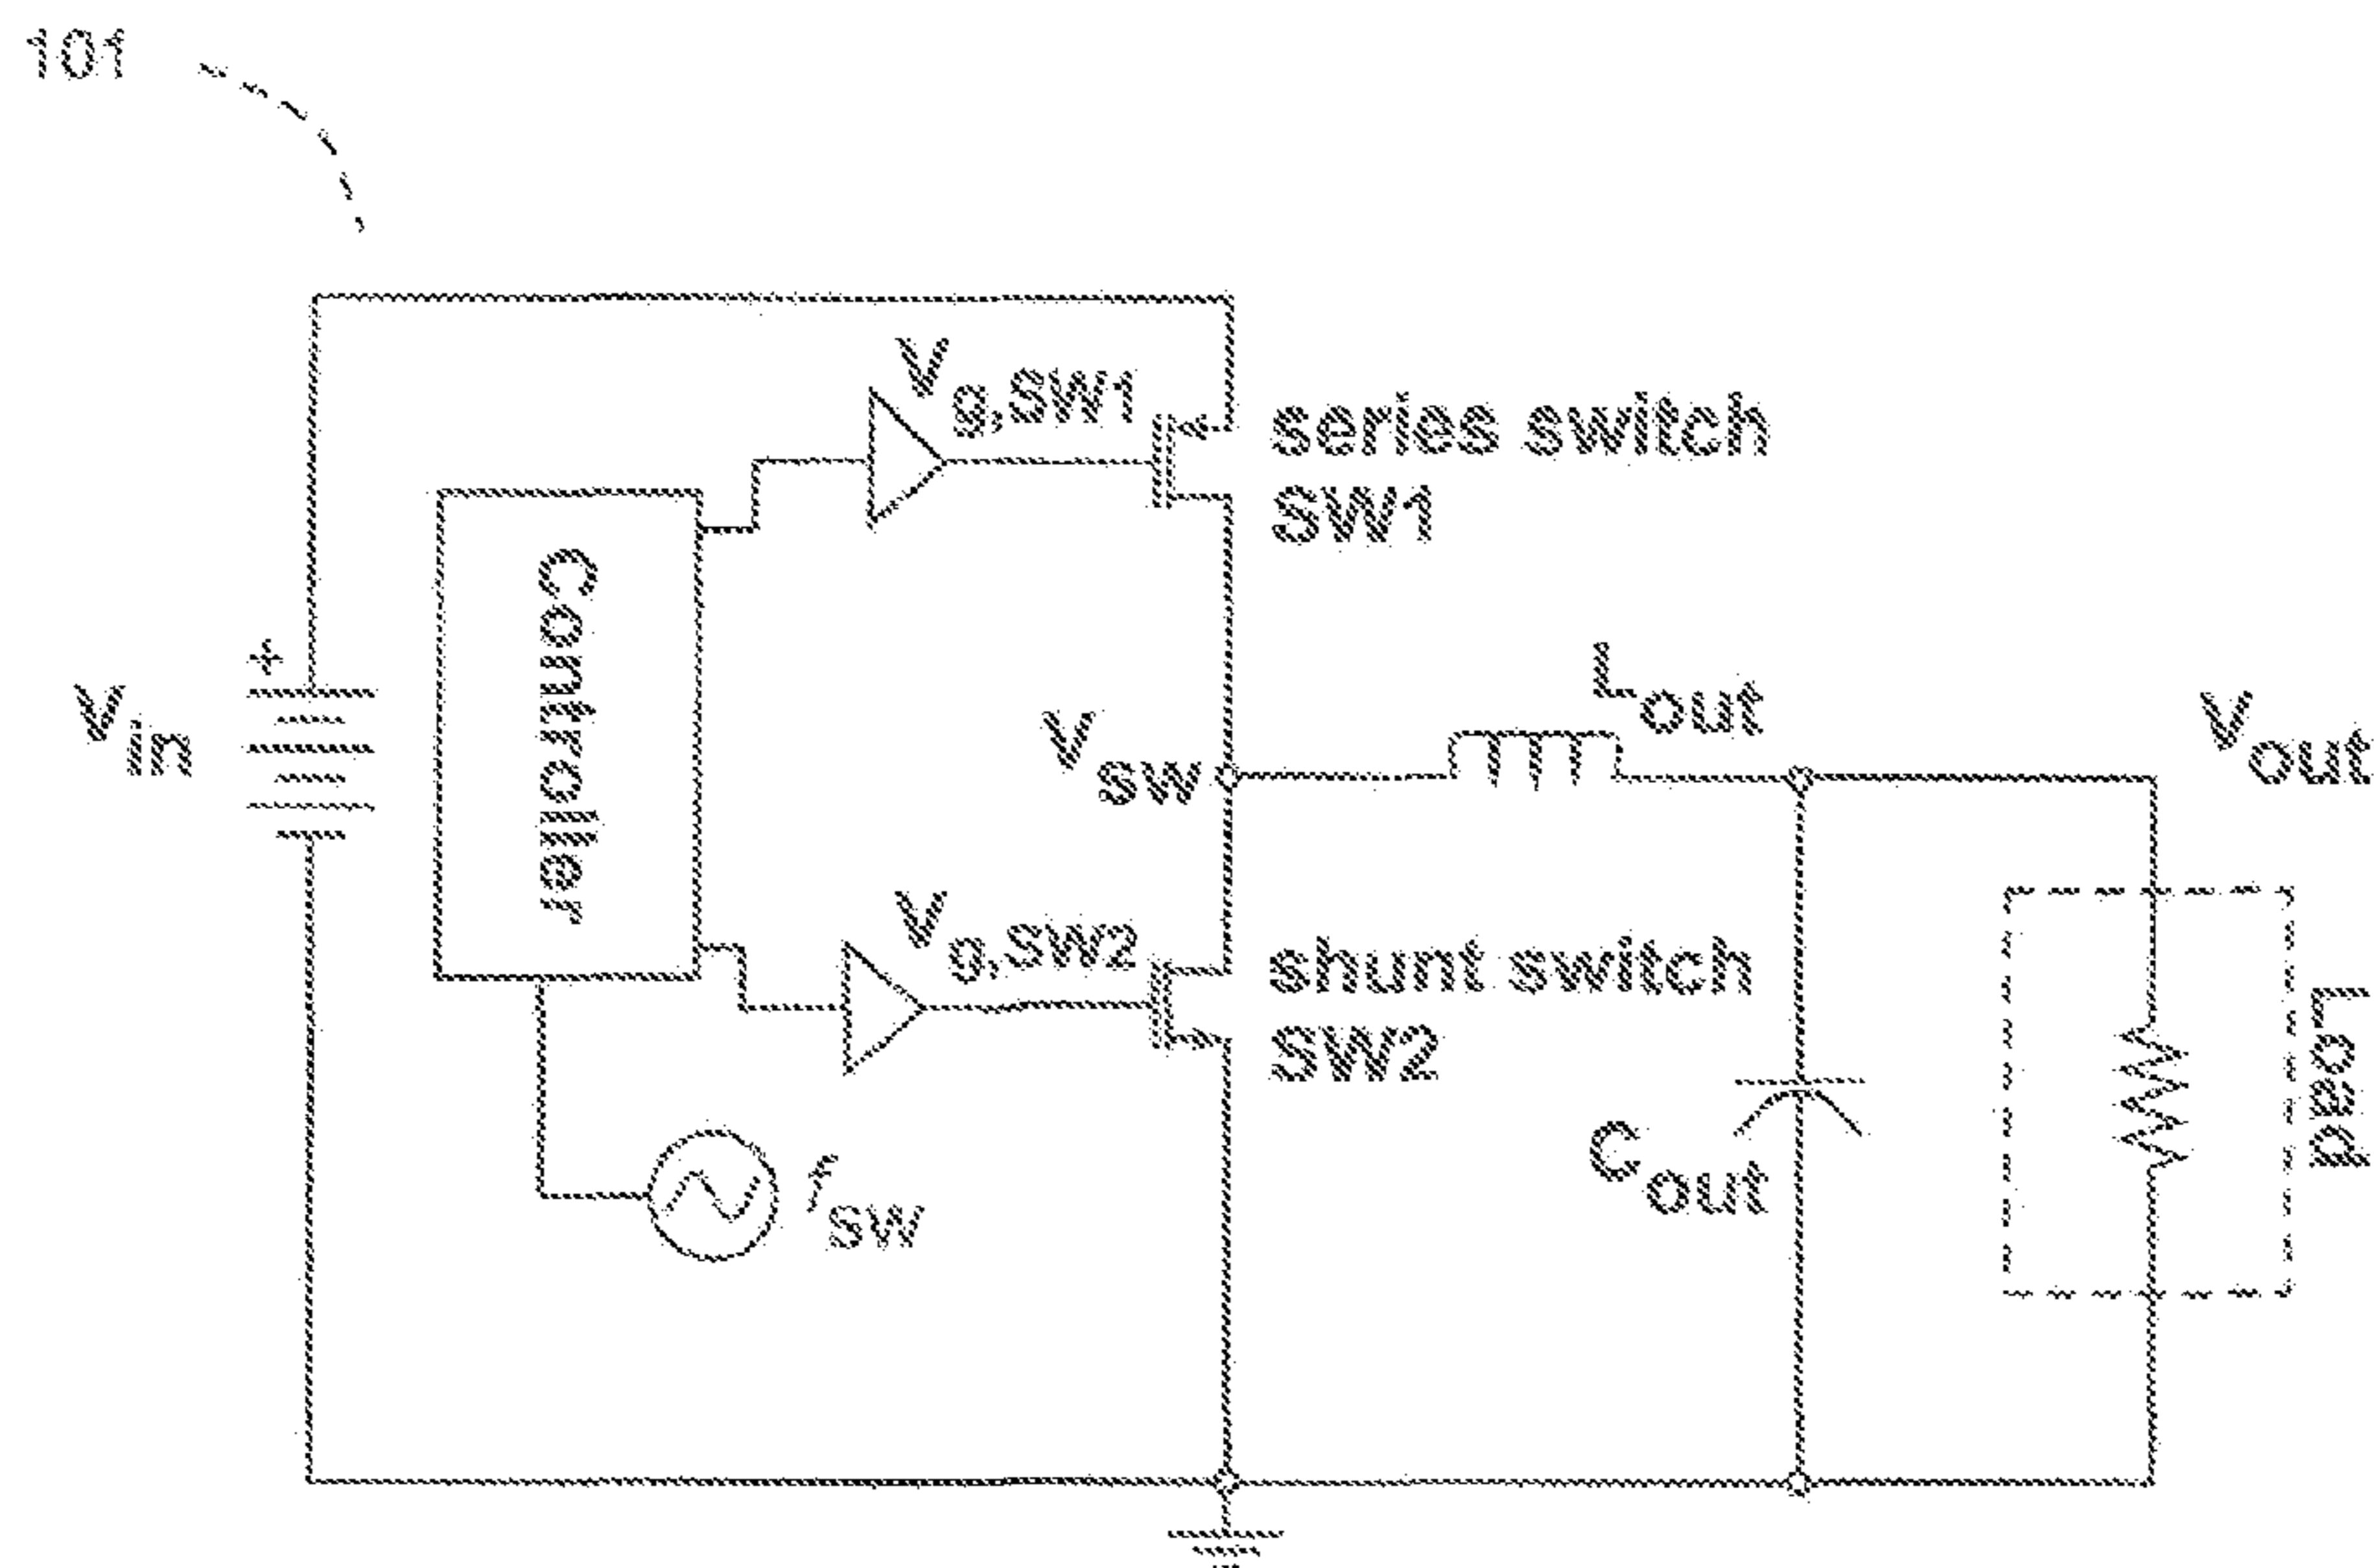 101
Vg,SW1
series switch
SW1
Controller
+
Vin
Lout
Vsw
Vout
Vg,SW2
shunt switch
SW2
Load
Cout
fsw